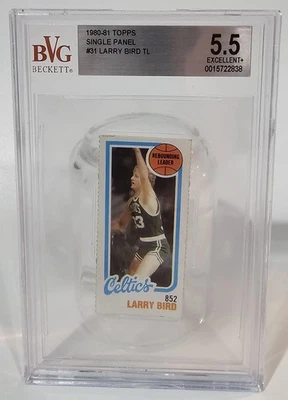 BVG
BECKETT®
1980-81 TOPPS
SINGLE PANEL
#31 LARRY BIRD TL
5.5
EXCELLENT+
0015722838
REBOUNDING
LEADER
33
Celtics
852
LARRY BIRD